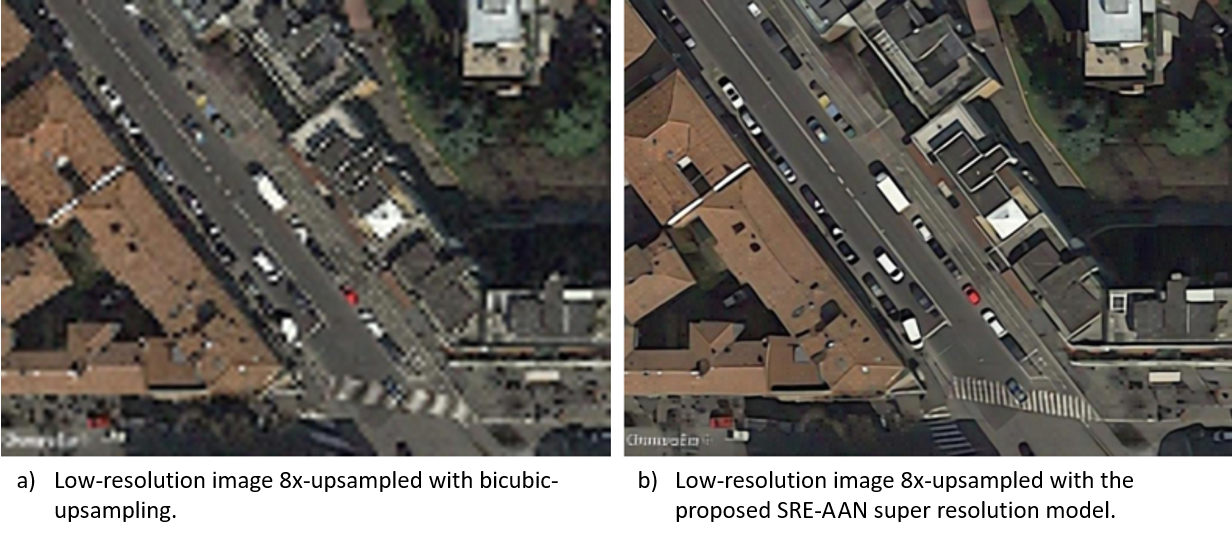 a) Low-resolution image 8x-upsampled with bicubic-
upsampling.
b) Low-resolution image 8x-upsampled with the
proposed SRE-AAN super resolution model.